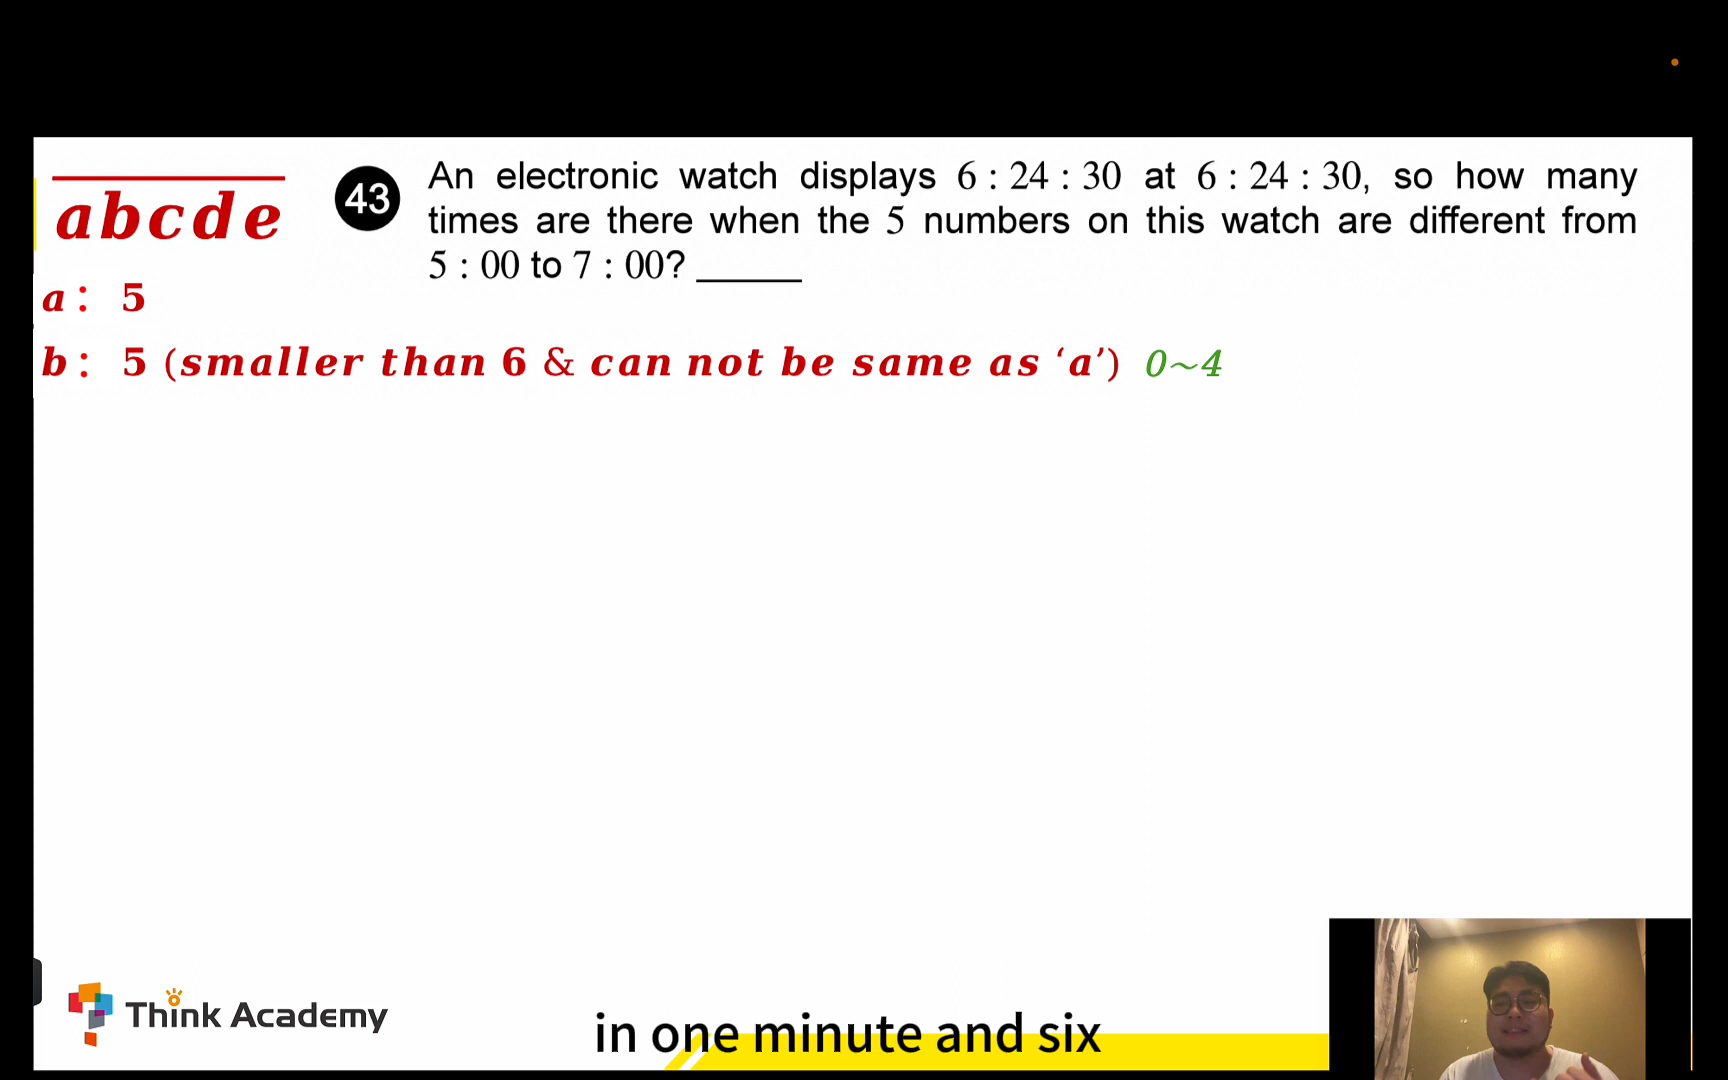 abcde
43 An electronic watch displays 6 : 24 : 30 at 6 : 24 : 30, so how many
times are there when the 5 numbers on this watch are different from
5 : 00 to 7 : 00? ______
a : 5
b : 5 (smaller than 6 & can not be same as ‘a’) 0~4
Think Academy
in one minute and six